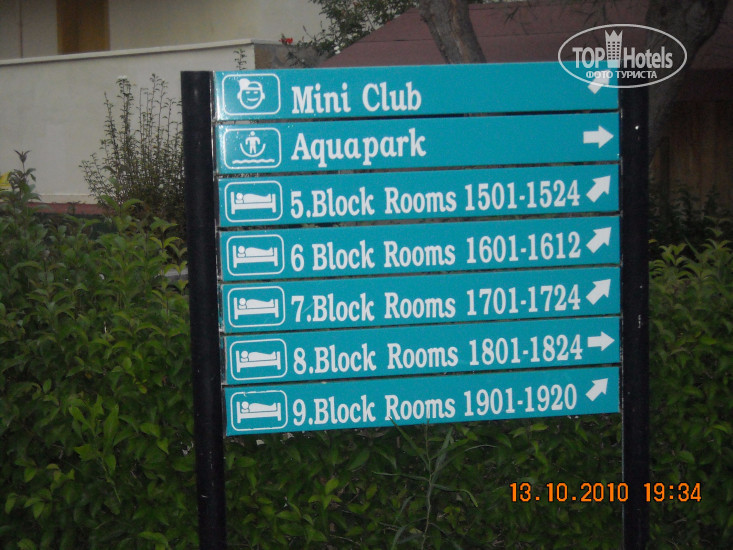 TOP Hotels
ФОТО ТУРИСТА
Mini Club
Aquapark
5.Block Rooms 1501-1524
6 Block Rooms 1601-1612
7.Block Rooms 1701-1724
8.Block Rooms 1801-1824
9.Block Rooms 1901-1920
13.10.2010 19:34